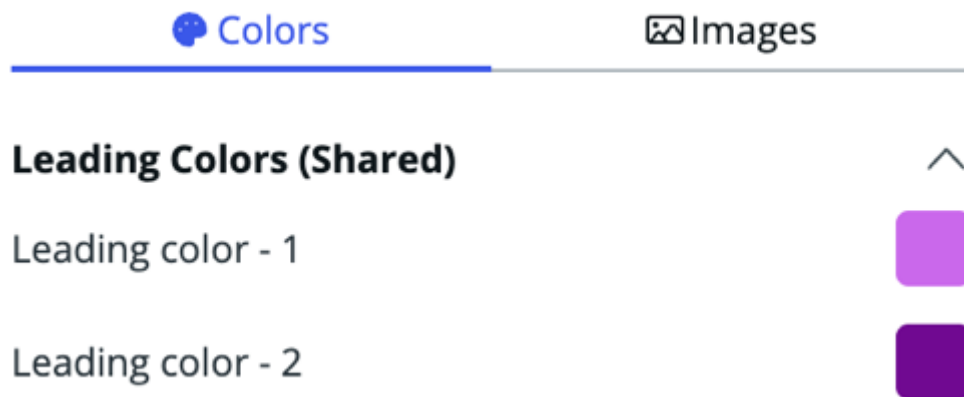 Colors Images
Leading Colors (Shared)
Leading color - 1
Leading color - 2